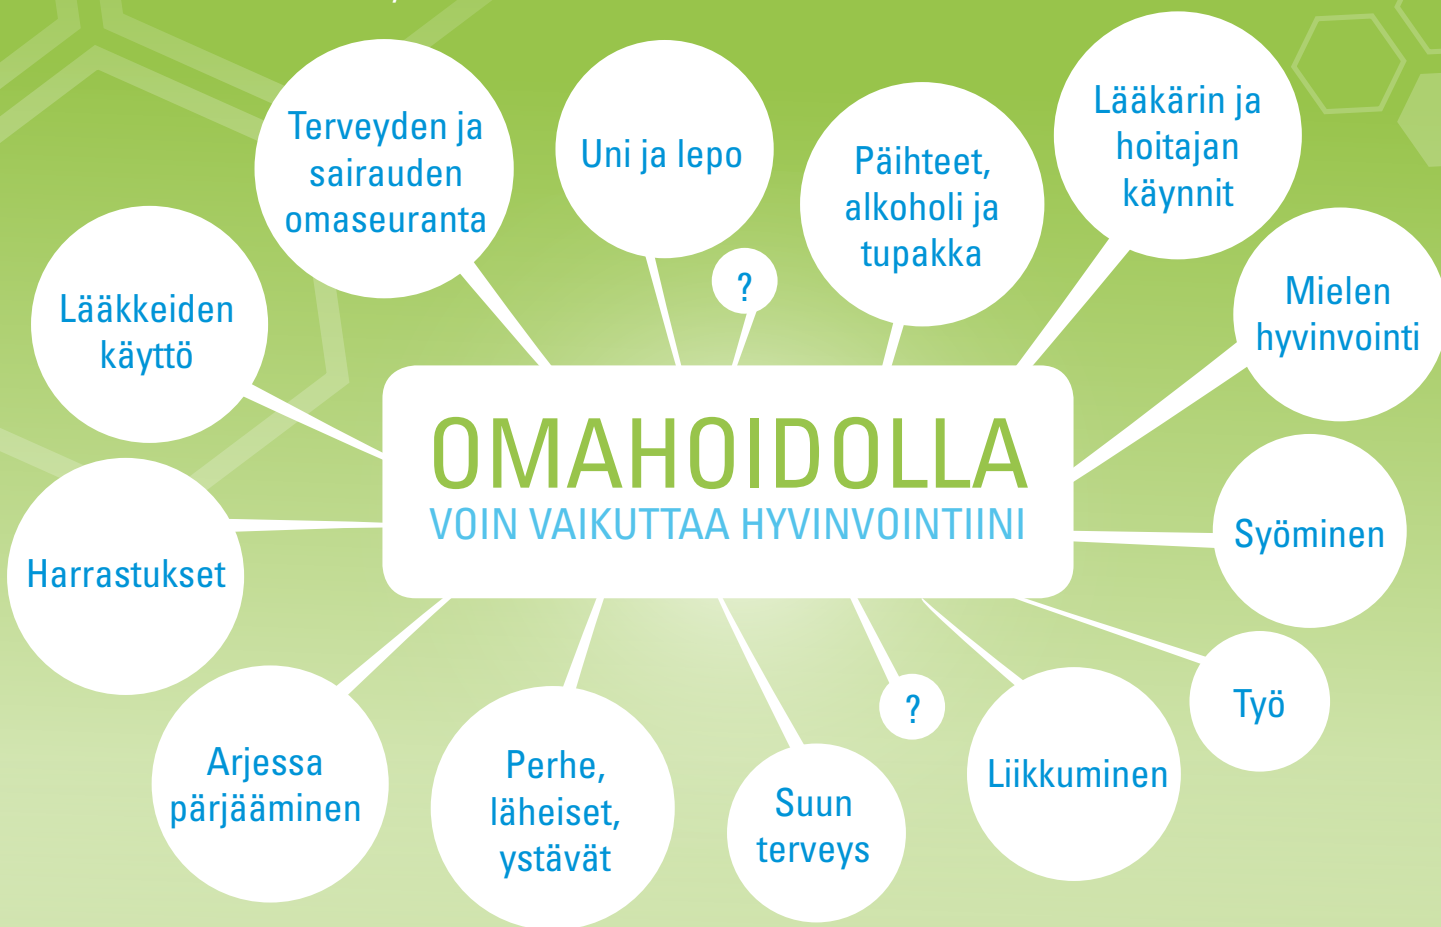 Terveyden ja
sairauden
omaseuranta
Uni ja lepo
?
Päihteet,
alkoholi ja
tupakka
Lääkärin ja
hoitajan
käynnit
Mielen
hyvinvointi
Lääkkeiden
käyttö
OMAHOIDOLLA
VOIN VAIKUTTAA HYVINVOINTIINI
Harrastukset
Syöminen
Työ
Arjessa
pärjääminen
Perhe,
läheiset,
ystävät
Suun
terveys
?
Liikkuminen